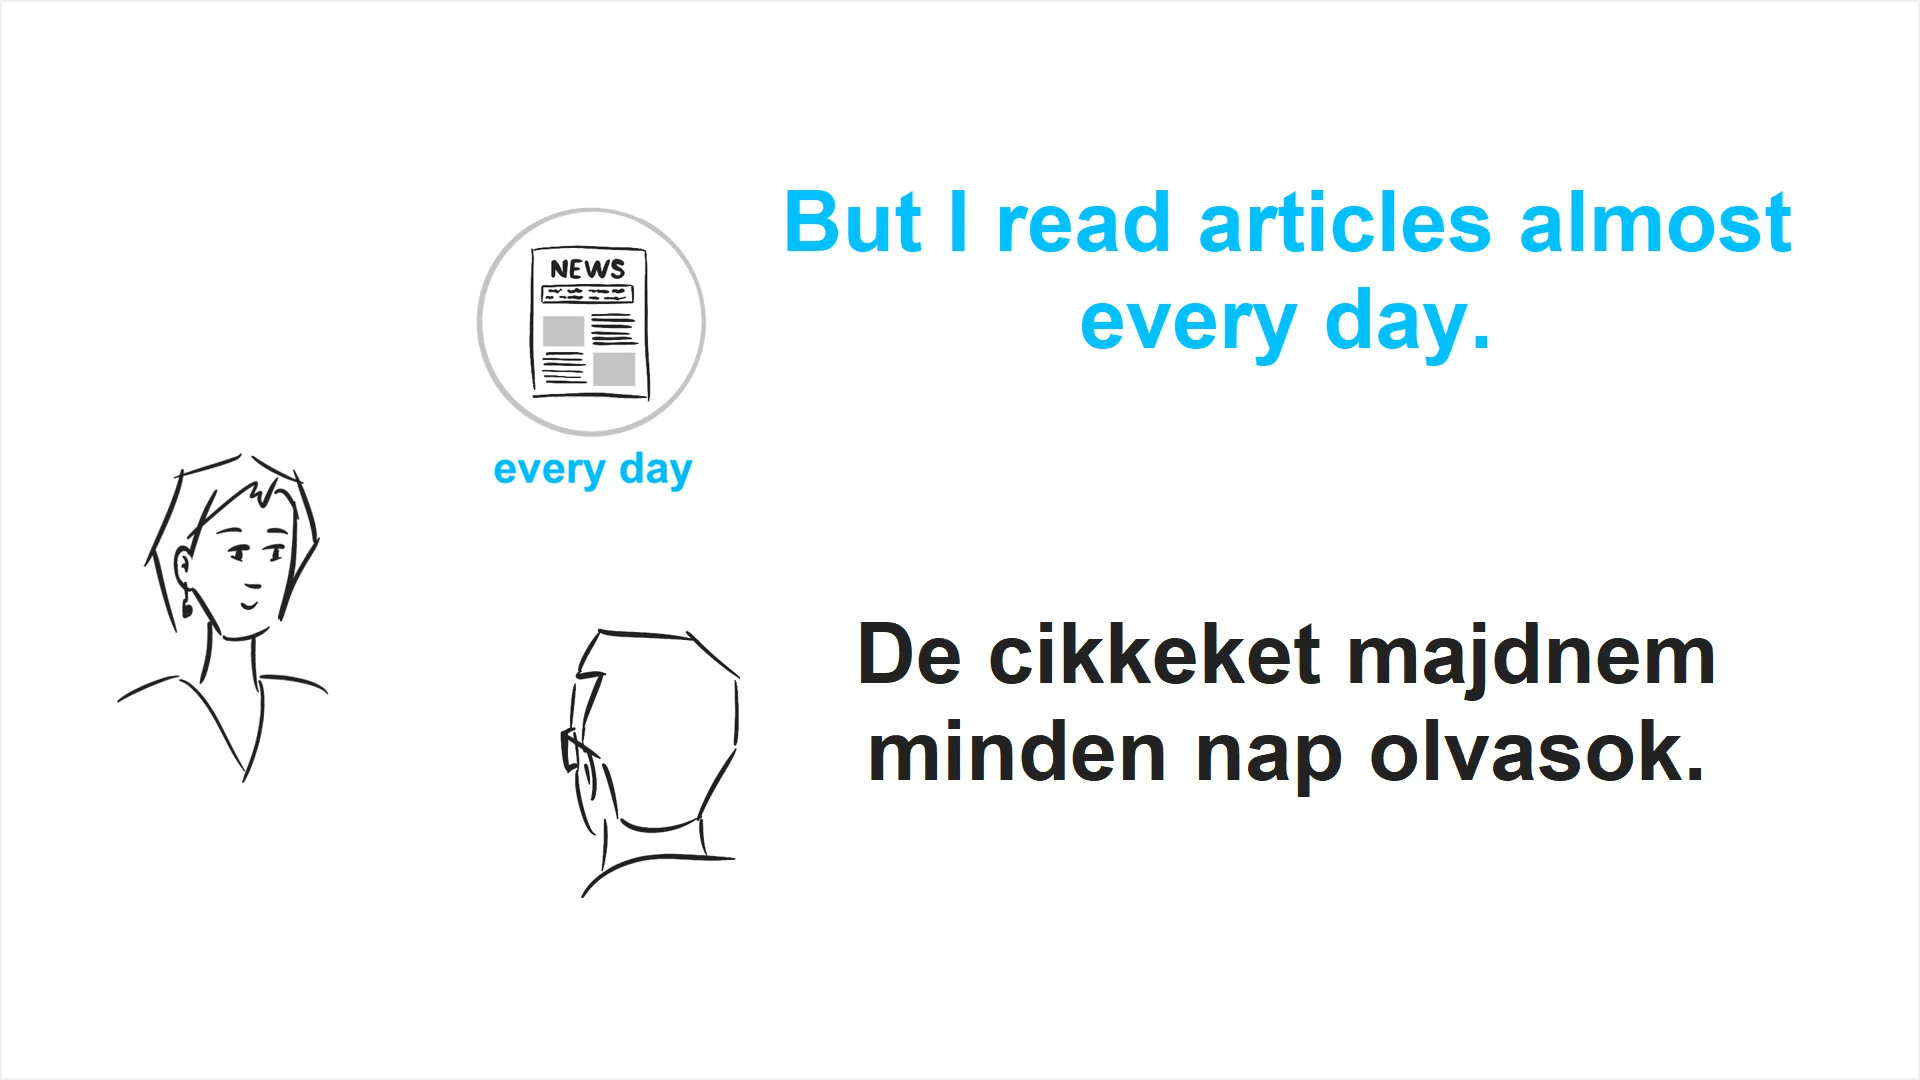 But I read articles almost
every day.
NEWS
every day
De cikkeket majdnem
minden nap olvasok.